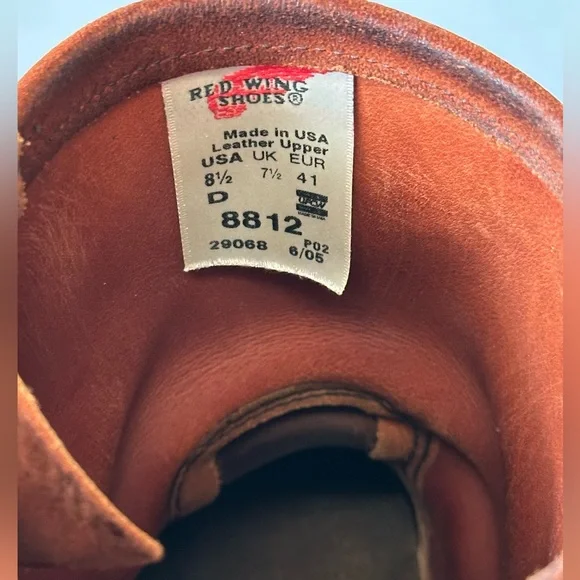 RED WING
SHOES®
Made in USA
Leather Upper
USA UK EUR
8½ 7½ 41
D
8812
29068 P02
6/05